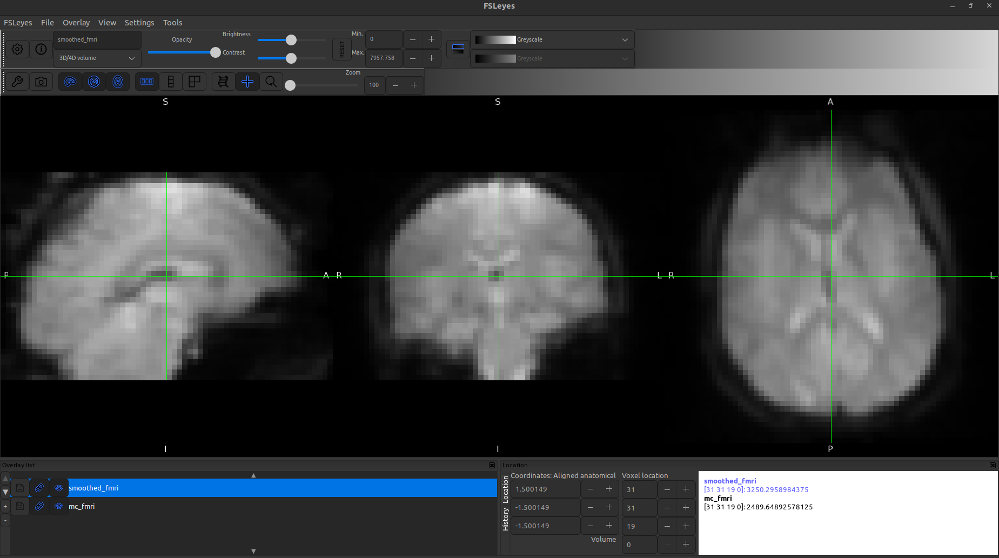 FSLeyes
FSLeyes File Overlay View Settings Tools
smoothed_fmri
3D/4D volume
Opacity
Brightness
Contrast
RESET
Min. 0
Max. 7957.758
Greyscale
Greyscale
Zoom
100
S
S
A
P
A
R
L
R
L
I
I
P
Overlay list
smoothed_fmri
mc_fmri
Location
Location
History
Coordinates: Aligned anatomical
Voxel location
1.500149
31
-1.500149
31
-1.500149
19
Volume
0
smoothed_fmri
[31 31 19 0]: 3250.2958984375
mc_fmri
[31 31 19 0]: 2489.64892578125